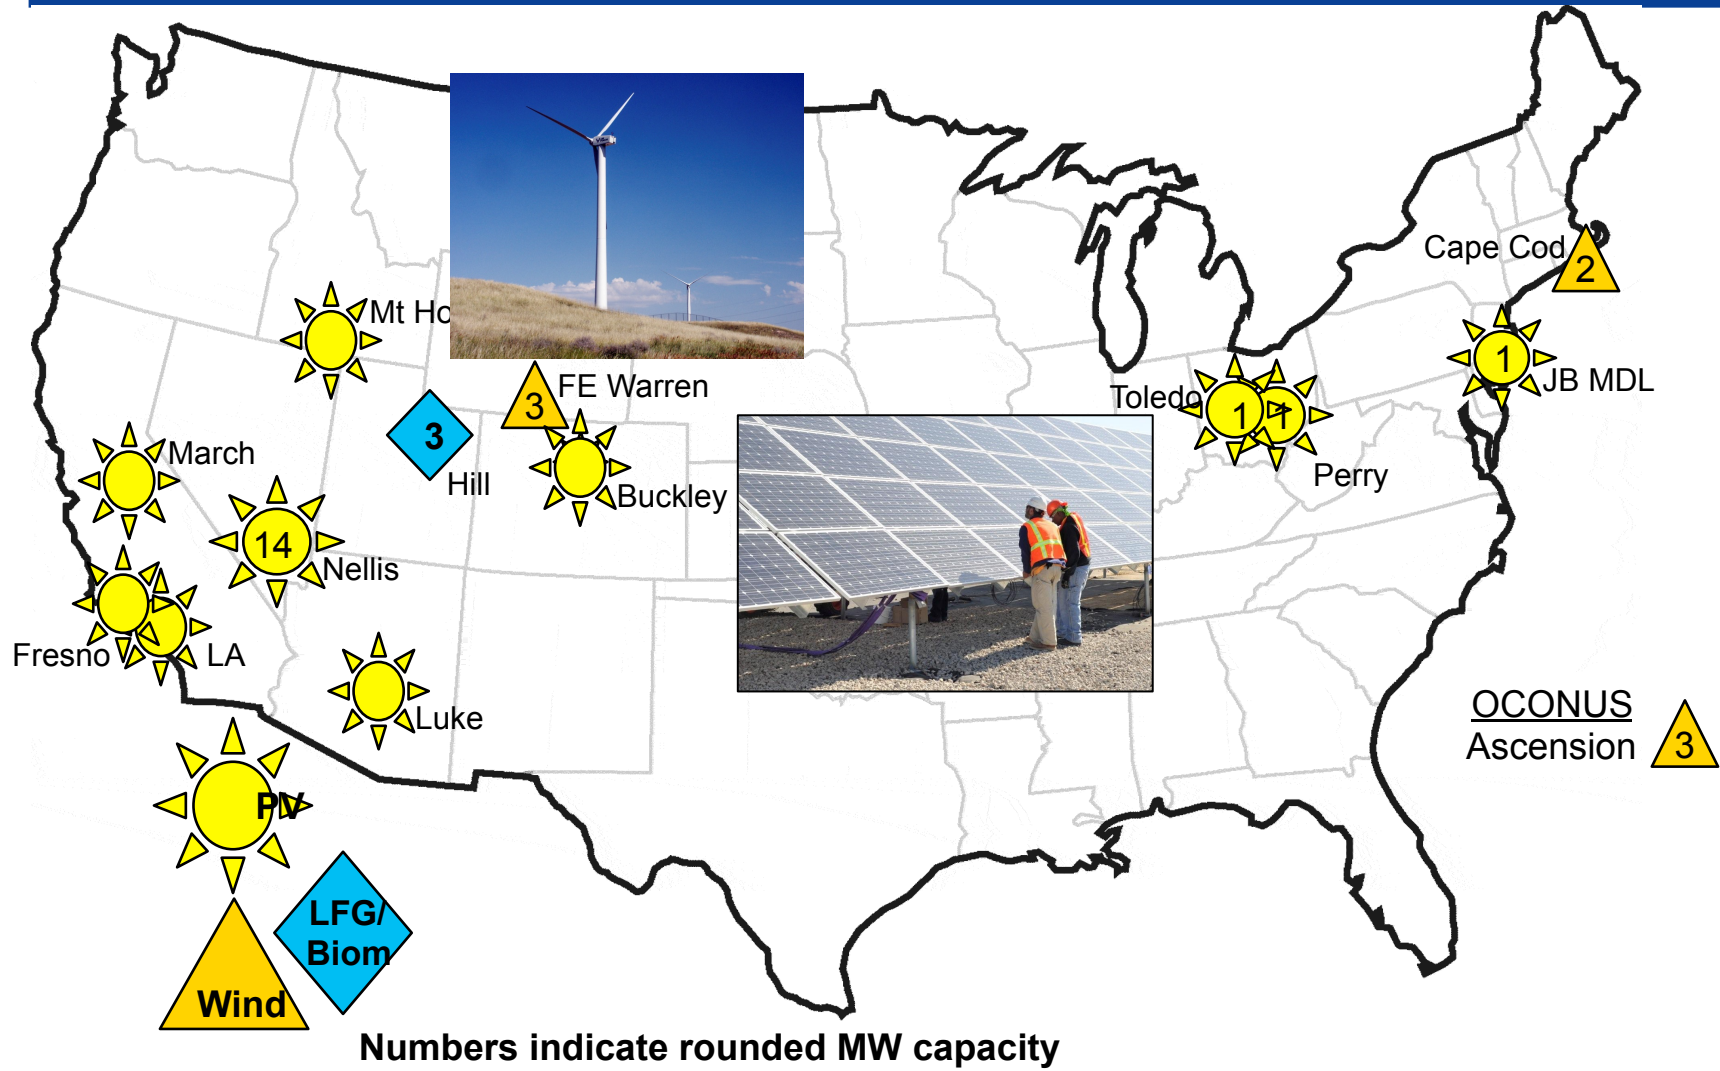 Mt Ho
Cape Cod
2
1
JB MDL
FE Warren
3
Toledo
1
1
Perry
3
Hill
Buckley
March
14
Nellis
Fresno
LA
Luke
OCONUS
Ascension
3
PV
LFG/
Biom
Wind
Numbers indicate rounded MW capacity